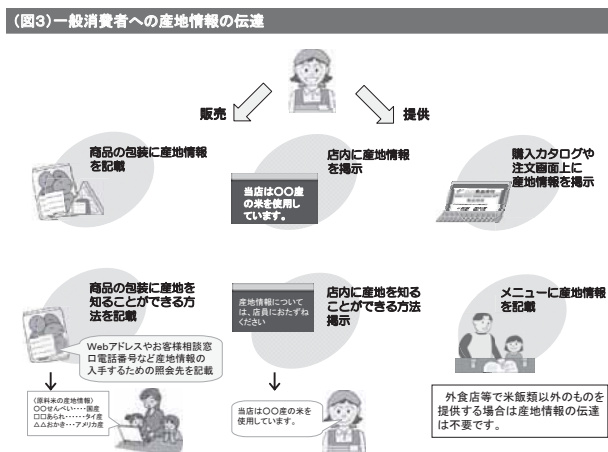 （図3）一般消費者への産地情報の伝達
販売
提供
商品の包装に産地情報
を記載
店内に産地情報
を掲示
当店は〇〇産
の米を使用し
ています。
購入カタログや
注文画面上に
産地情報を掲示
商品の包装に産地を
知ることができる方
法を記載
Webアドレスやお客様相談窓
口電話番号など産地情報の
入手するための照会先を記載
（原料米の産地情報）
〇〇せんべい・・・・国産
□□あられ・・・・・・・タイ産
△△おかき・・・アメリカ産
産地情報について
は、店員におたずね
ください
店内に産地を知る
ことができる方法
掲示
当店は〇〇産の米を
使用しています。
メニューに産地情報
を記載
外食店等で米飯類以外のものを
提供する場合は産地情報の伝達
は不要です。